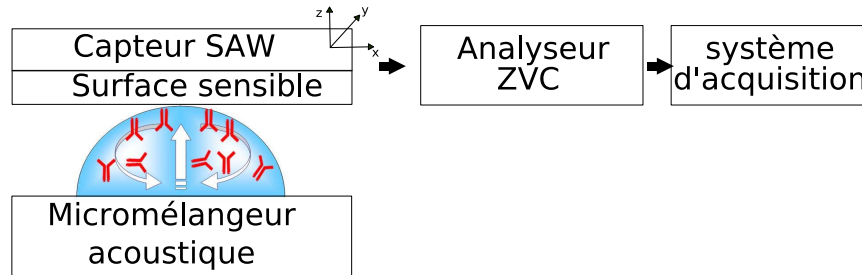 z
y
x
Capteur SAW
Surface sensible
Micromélangeur
acoustique
Analyseur
ZVC
système
d'acquisition